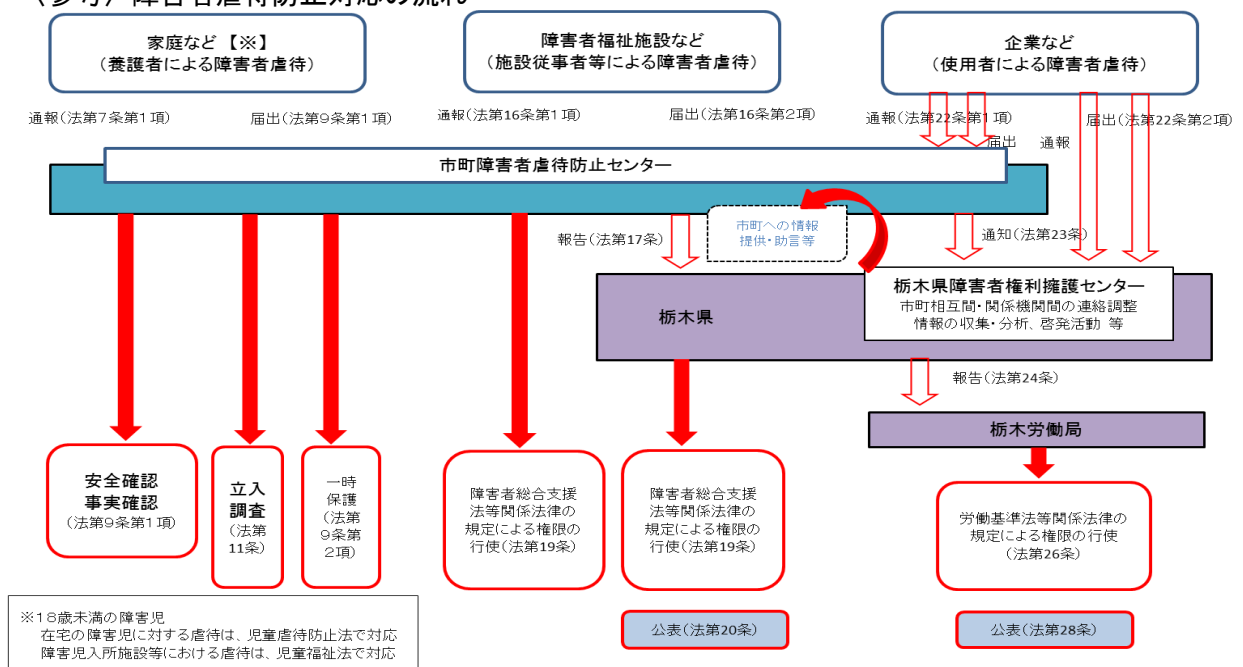 (参考) 障害者虐待防止対応の流れ
家庭など 【※】
(養護者による障害者虐待)
障害者福祉施設など
(施設従事者等による障害者虐待)
企業など
(使用者による障害者虐待)
通報(法第7条第1項)
届出(法第9条第1項)
通報(法第16条第1項)
届出(法第16条第2項)
通報(法第22条第1項)
届出(法第22条第2項)
届出 通報
市町障害者虐待防止センター
報告(法第17条)
市町への情報
提供・助言等
通知(法第23条)
栃木県
栃木県障害者権利擁護センター
市町相互間・関係機関間の連絡調整
情報の収集・分析、啓発活動 等
報告(法第24条)
栃木労働局
安全確認
事実確認
(法第9条第1項)
立入
調査
(法第
11条)
一時
保護
(法第
9条第
2項)
障害者総合支援
法等関係法律の
規定による権限の
行使(法第19条)
障害者総合支援
法等関係法律の
規定による権限の
行使(法第19条)
労働基準法等関係法律の
規定による権限の行使
(法第26条)
公表(法第20条)
公表(法第28条)
※18歳未満の障害児
在宅の障害児に対する虐待は、児童虐待防止法で対応
障害児入所施設等における虐待は、児童福祉法で対応